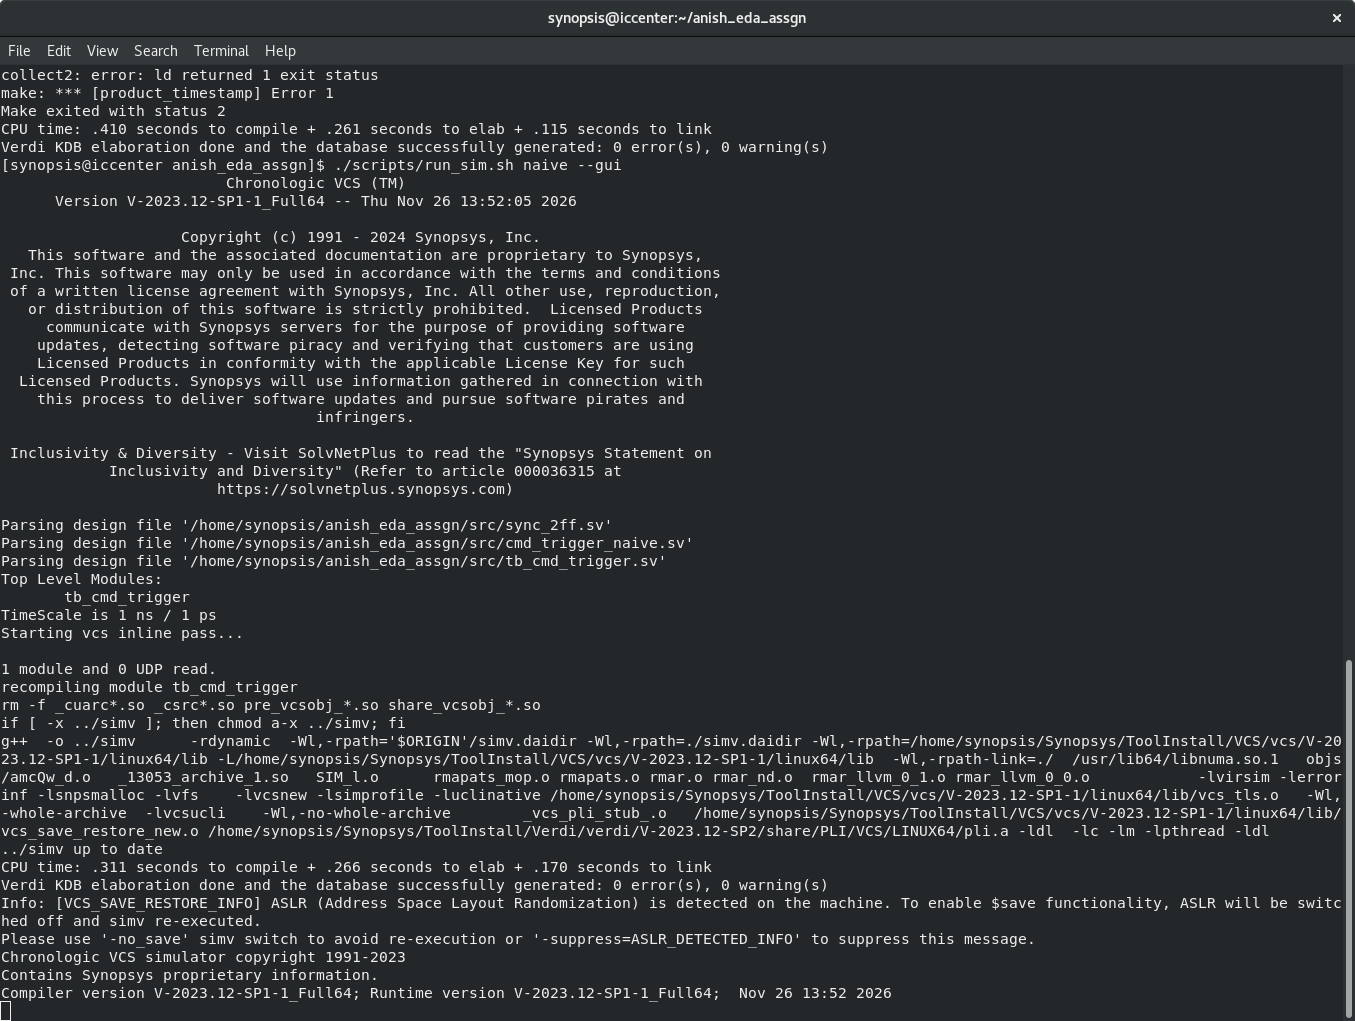 synopsis@iccenter:~/anish_eda_assgn
File Edit View Search Terminal Help
collect2: error: ld returned 1 exit status
make: *** [product_timestamp] Error 1
Make exited with status 2
CPU time: .410 seconds to compile + .261 seconds to elab + .115 seconds to link
Verdi KDB elaboration done and the database successfully generated: 0 error(s), 0 warning(s)
[synopsis@iccenter anish_eda_assgn]$ ./scripts/run_sim.sh naive --gui
Chronologic VCS (TM)
Version V-2023.12-SP1-1_Full64 -- Thu Nov 26 13:52:05 2026
Copyright (c) 1991 - 2024 Synopsys, Inc.
This software and the associated documentation are proprietary to Synopsys,
Inc. This software may only be used in accordance with the terms and conditions
of a written license agreement with Synopsys, Inc. All other use, reproduction,
or distribution of this software is strictly prohibited.  Licensed Products
communicate with Synopsys servers for the purpose of providing software
updates, detecting software piracy and verifying that customers are using
Licensed Products in conformity with the applicable License Key for such
Licensed Products. Synopsys will use information gathered in connection with
this process to deliver software updates and pursue software pirates and
infringers.
Inclusivity & Diversity - Visit SolvNetPlus to read the "Synopsys Statement on
Inclusivity and Diversity" (Refer to article 000036315 at
https://solvnetplus.synopsys.com)
Parsing design file '/home/synopsis/anish_eda_assgn/src/sync_2ff.sv'
Parsing design file '/home/synopsis/anish_eda_assgn/src/cmd_trigger_naive.sv'
Parsing design file '/home/synopsis/anish_eda_assgn/src/tb_cmd_trigger.sv'
Top Level Modules:
tb_cmd_trigger
TimeScale is 1 ns / 1 ps
Starting vcs inline pass...
1 module and 0 UDP read.
recompiling module tb_cmd_trigger
rm -f _cuarc*.so _csrc*.so pre_vcsobj_*.so share_vcsobj_*.so
if [ -x ../simv ]; then chmod a-x ../simv; fi
g++  -o ../simv      -rdynamic  -Wl,-rpath='$ORIGIN'/simv.daidir -Wl,-rpath=./simv.daidir -Wl,-rpath=/home/synopsis/Synopsys/ToolInstall/VCS/vcs/V-20
23.12-SP1-1/linux64/lib -L/home/synopsis/Synopsys/ToolInstall/VCS/vcs/V-2023.12-SP1-1/linux64/lib  -Wl,-rpath-link=./  /usr/lib64/libnuma.so.1   objs
/amcQw_d.o   _13053_archive_1.so   SIM_l.o      rmapats_mop.o rmapats.o rmar.o rmar_nd.o  rmar_llvm_0_1.o rmar_llvm_0_0.o            -lvirsim -lerror
inf -lsnpsmalloc -lvfs    -lvcsnew -lsimprofile -luclinative /home/synopsis/Synopsys/ToolInstall/VCS/vcs/V-2023.12-SP1-1/linux64/lib/vcs_tls.o   -Wl,
-whole-archive  -lvcsucli    -Wl,-no-whole-archive        _vcs_pli_stub_.o   /home/synopsis/Synopsys/ToolInstall/VCS/vcs/V-2023.12-SP1-1/linux64/lib/
vcs_save_restore_new.o /home/synopsis/Synopsys/ToolInstall/Verdi/verdi/V-2023.12-SP2/share/PLI/VCS/LINUX64/pli.a -ldl  -lc -lm -lpthread -ldl
../simv up to date
CPU time: .311 seconds to compile + .266 seconds to elab + .170 seconds to link
Verdi KDB elaboration done and the database successfully generated: 0 error(s), 0 warning(s)
Info: [VCS_SAVE_RESTORE_INFO] ASLR (Address Space Layout Randomization) is detected on the machine. To enable $save functionality, ASLR will be switc
hed off and simv re-executed.
Please use '-no_save' simv switch to avoid re-execution or '-suppress=ASLR_DETECTED_INFO' to suppress this message.
Chronologic VCS simulator copyright 1991-2023
Contains Synopsys proprietary information.
Compiler version V-2023.12-SP1-1_Full64; Runtime version V-2023.12-SP1-1_Full64;  Nov 26 13:52 2026